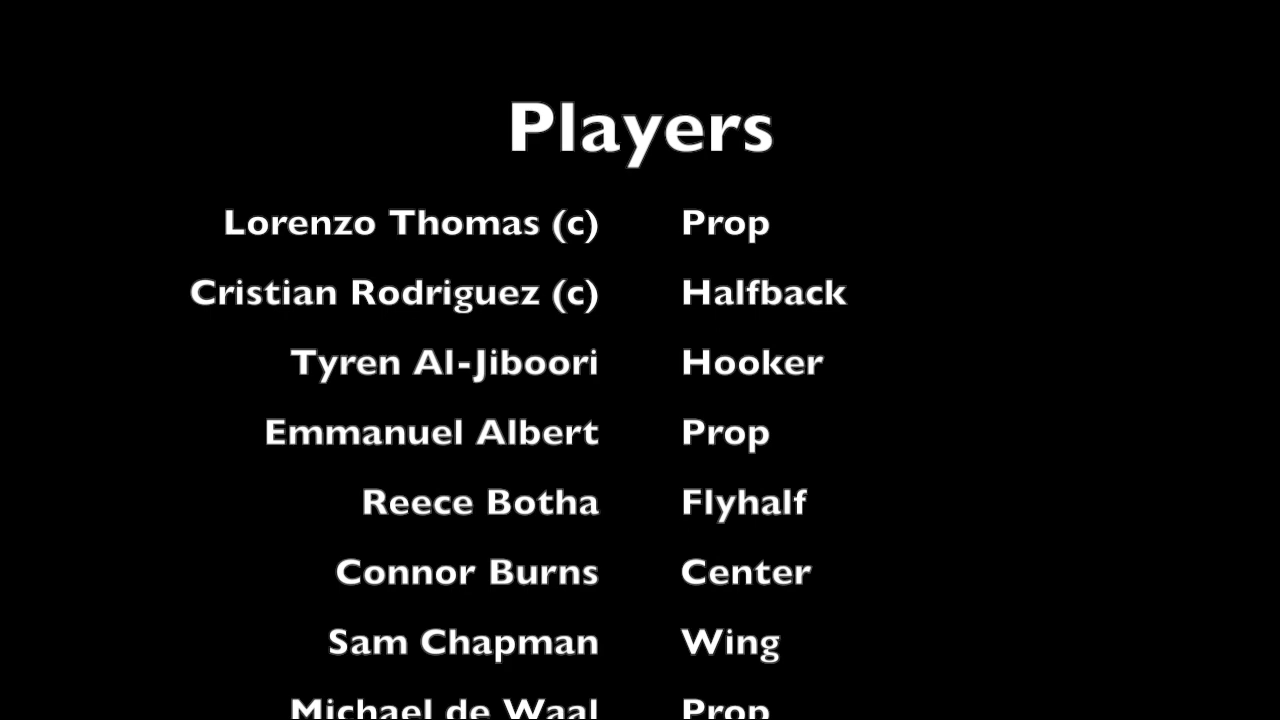 Players
Lorenzo Thomas (c) Prop
Cristian Rodriguez (c) Halfback
Tyren Al-Jiboori Hooker
Emmanuel Albert Prop
Reece Botha Flyhalf
Connor Burns Center
Sam Chapman Wing
Michael de Waal Prop